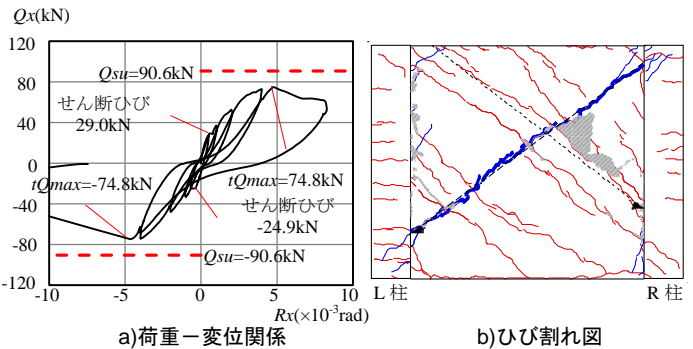 Qx(kN)
120
80
40
0
-40
-80
-120
Qsu=90.6kN
せん断ひび
29.0kN
tQmax=-74.8kN
tQmax=74.8kN
せん断ひび
-24.9kN
Qsu=-90.6kN
-10
-5
0
5
10
Rx(×10⁻³rad)
a)荷重－変位関係
L 柱
R 柱
b)ひび割れ図